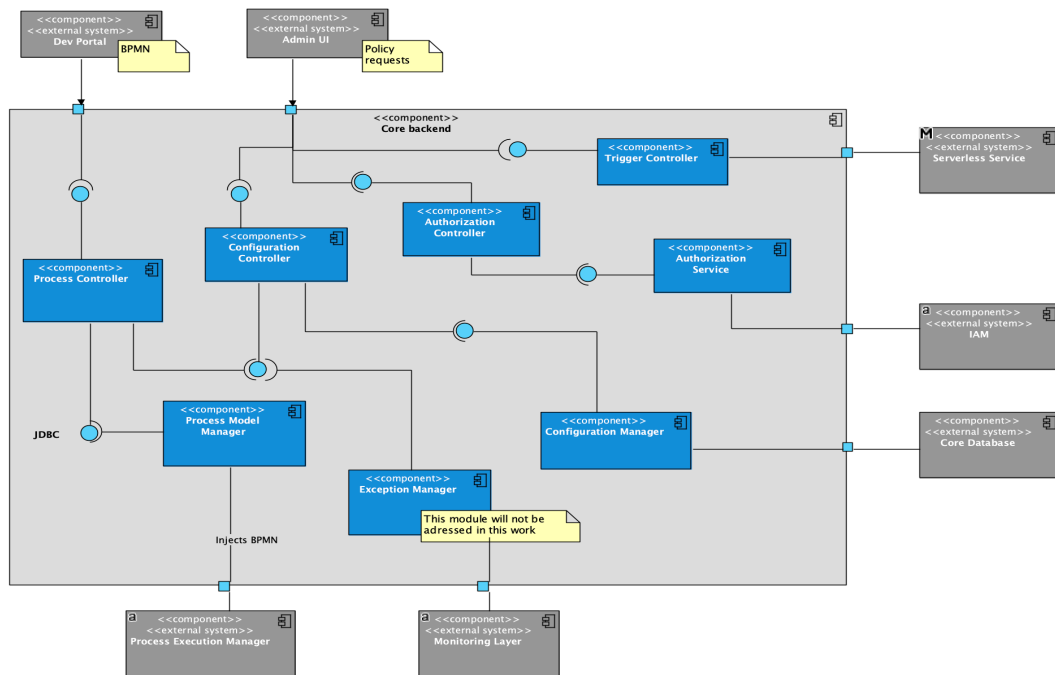 <<component>>
<<external system>>
Dev Portal
BPMN
<<component>>
<<external system>>
Admin UI
Policy
requests
<<component>>
Core backend
<<component>>
Trigger Controller
M
<<component>>
<<external system>>
Serverless Service
<<component>>
Authorization
Controller
<<component>>
Configuration
Controller
<<component>>
Authorization
Service
<<component>>
Process Controller
a
<<component>>
<<external system>>
IAM
<<component>>
Process Model
Manager
JDBC
<<component>>
Configuration Manager
<<component>>
<<external system>>
Core Database
<<component>>
Exception Manager
This module will not be
adressed in this work
Injects BPMN
a
<<component>>
<<external system>>
Process Execution Manager
a
<<component>>
<<external system>>
Monitoring Layer